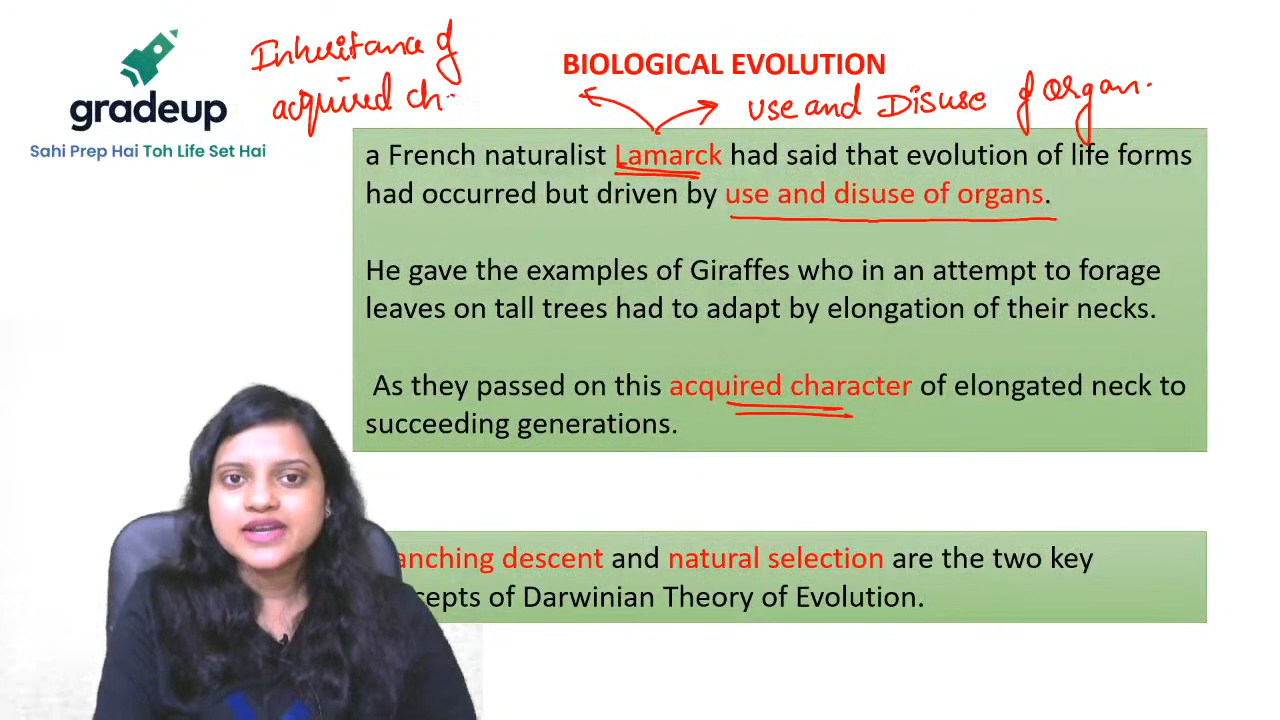 Inheritance of
acquired ch
gradeup
Sahi Prep Hai Toh Life Set Hai
BIOLOGICAL EVOLUTION
use and Disuse of organ.
a French naturalist Lamarck had said that evolution of life forms
had occurred but driven by use and disuse of organs.
He gave the examples of Giraffes who in an attempt to forage
leaves on tall trees had to adapt by elongation of their necks.
As they passed on this acquired character of elongated neck to
succeeding generations.
anching descent and natural selection are the two key
cepts of Darwinian Theory of Evolution.